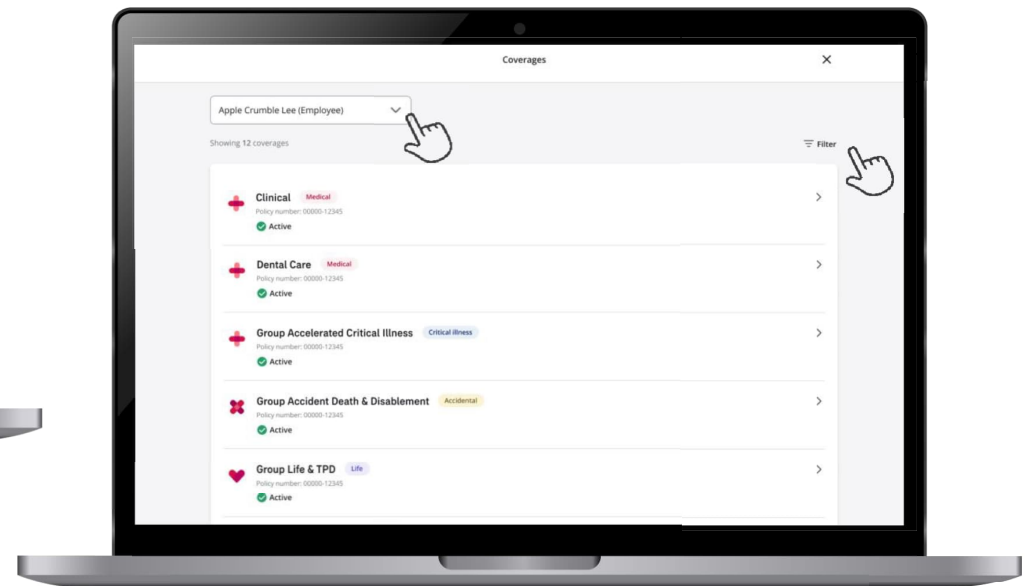 Coverages
Apple Crumble Lee (Employee)
Showing 12 coverages
Filter
Clinical Medical
Policy number: 00000-12345
Active
Dental Care Medical
Policy number: 00000-12345
Active
Group Accelerated Critical Illness Critical illness
Policy number: 00000-12345
Active
Group Accident Death & Disablement Accidental
Policy number: 00000-12345
Active
Group Life & TPD Life
Policy number: 00000-12345
Active